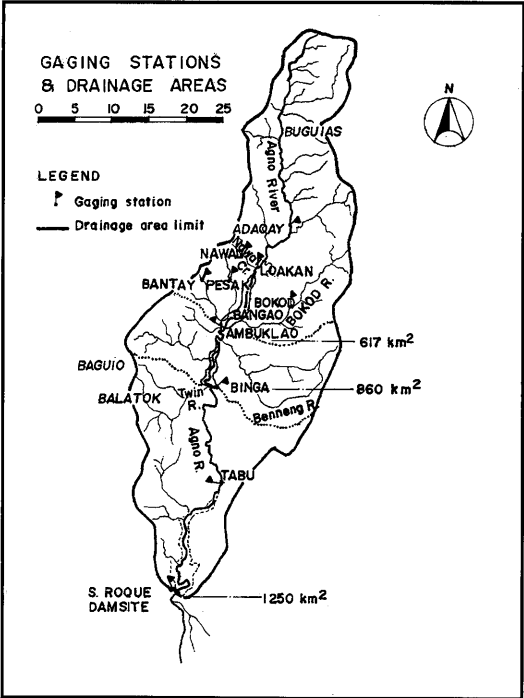 GAGING STATIONS
& DRAINAGE AREAS
0 5 10 15 20 25
N
LEGEND
Gaging station
Drainage area limit
BUGUIAS
Agno River
ADAOAY
NAWAL
Cr.
LOAKAN
BANTAY
PESAK
BOKOD
BOKOD R.
BANGAO
AMBUKLAO
617 km²
BAGUIO
BINGA
860 km²
BALATOK
Twin
R.
Benneng R.
Agno R.
TABU
S. ROQUE
DAMSITE
1250 km²